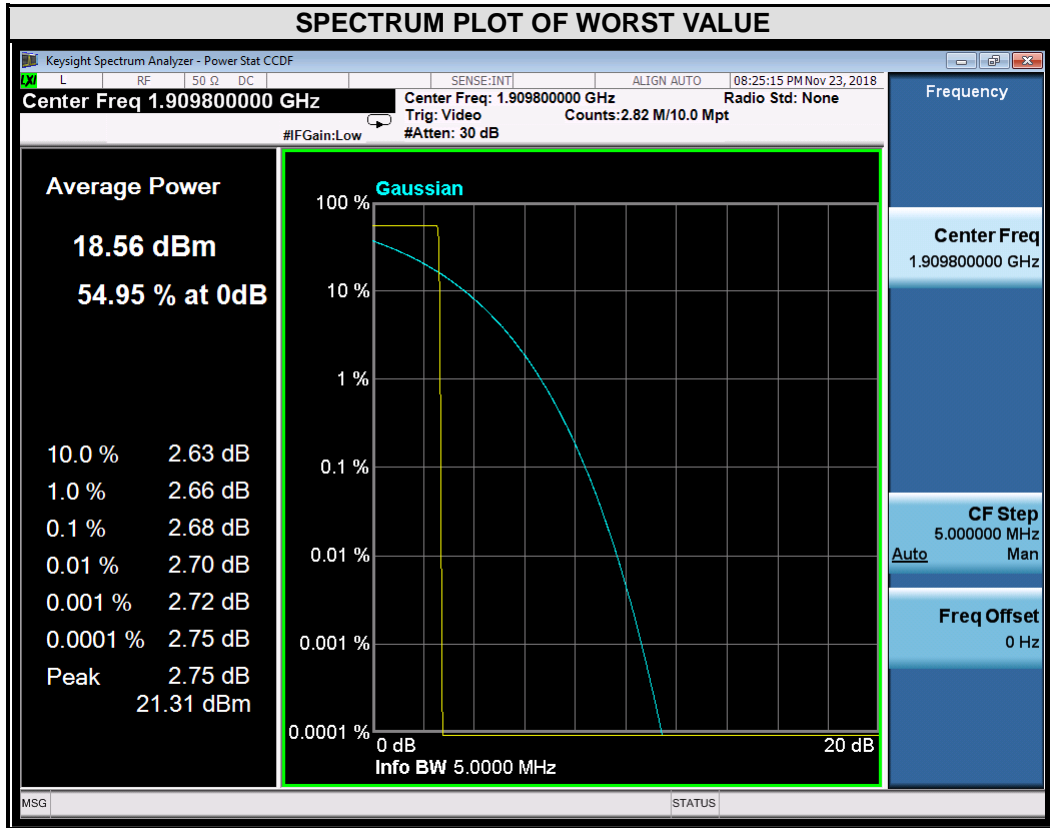 SPECTRUM PLOT OF WORST VALUE
Keysight Spectrum Analyzer - Power Stat CCDF
LXI L RF 50 Ω DC SENSE:INT ALIGN AUTO 08:25:15 PM Nov 23, 2018
Center Freq 1.909800000 GHz
#IFGain:Low
Center Freq: 1.909800000 GHz Radio Std: None
Trig: Video Counts:2.82 M/10.0 Mpt
#Atten: 30 dB
Average Power
18.56 dBm
54.95 % at 0dB
10.0 % 2.63 dB
1.0 % 2.66 dB
0.1 % 2.68 dB
0.01 % 2.70 dB
0.001 % 2.72 dB
0.0001 % 2.75 dB
Peak 2.75 dB
21.31 dBm
Gaussian
100 %
10 %
1 %
0.1 %
0.01 %
0.001 %
0.0001 %
0 dB 20 dB
Info BW 5.0000 MHz
Frequency
Center Freq
1.909800000 GHz
CF Step
5.000000 MHz
Auto Man
Freq Offset
0 Hz
MSG STATUS